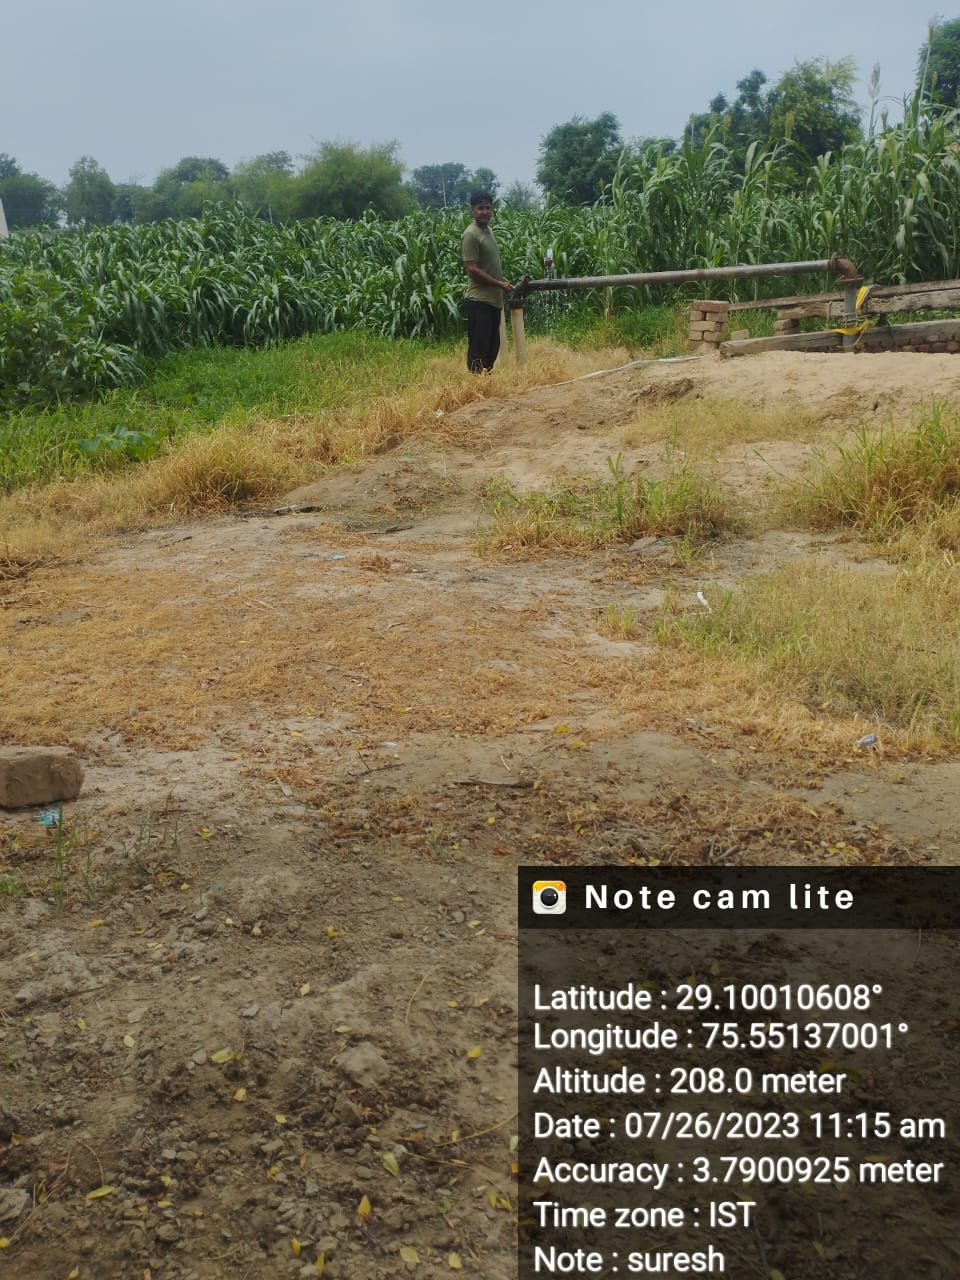 Note cam lite
Latitude : 29.10010608°
Longitude : 75.55137001°
Altitude : 208.0 meter
Date : 07/26/2023 11:15 am
Accuracy : 3.7900925 meter
Time zone : IST
Note : suresh